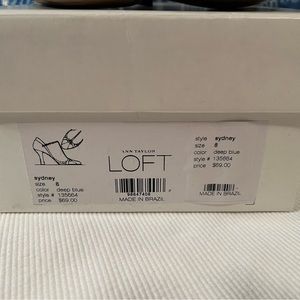 sydney
size 8
color deep blue
style # 135664
price $69.00
ANN TAYLOR
LOFT
99847408
MADE IN BRAZIL
style sydney
size 8
color deep blue
style # 135664
price $69.00
MADE IN BRAZIL